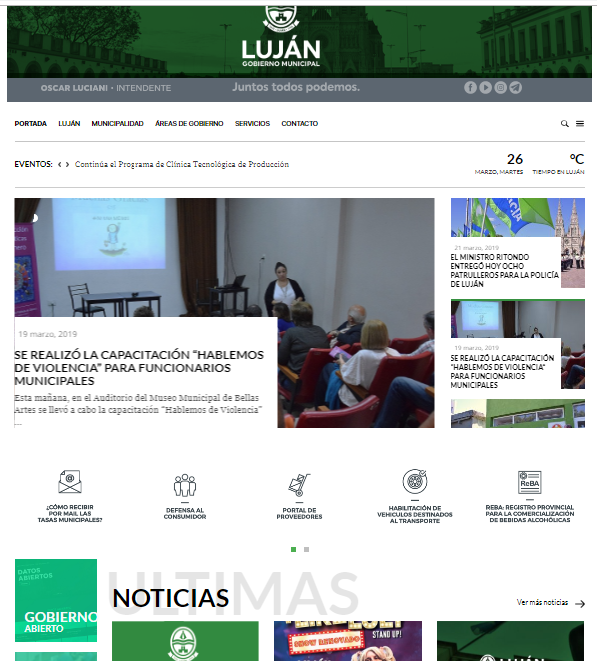 LUJÁN
GOBIERNO MUNICIPAL
OSCAR LUCIANI - INTENDENTE
Juntos todos podemos.
PORTADA LUJÁN MUNICIPALIDAD ÁREAS DE GOBIERNO SERVICIOS CONTACTO
EVENTOS: ‹ › Continúa el Programa de Clínica Tecnológica de Producción
26
MARZO, MARTES
°C
TIEMPO EN LUJÁN
19 marzo, 2019
SE REALIZÓ LA CAPACITACIÓN “HABLEMOS
DE VIOLENCIA” PARA FUNCIONARIOS
MUNICIPALES
Esta mañana, en el Auditorio del Museo Municipal de Bellas
Artes se llevó a cabo la capacitación “Hablemos de Violencia”
...
21 marzo, 2019
EL MINISTRO RITONDO
ENTREGÓ HOY OCHO
PATRULLEROS PARA LA POLICÍA
DE LUJÁN
19 marzo, 2019
SE REALIZÓ LA CAPACITACIÓN
“HABLEMOS DE VIOLENCIA”
PARA FUNCIONARIOS
MUNICIPALES
¿CÓMO RECIBIR
POR MAIL LAS
TASAS MUNICIPALES?
DEFENSA AL
CONSUMIDOR
PORTAL DE
PROVEEDORES
HABILITACIÓN DE
VEHICULOS DESTINADOS
AL TRANSPORTE
ReBA
REBA: REGISTRO PROVINCIAL
PARA LA COMERCIALIZACIÓN
DE BEBIDAS ALCOHÓLICAS
DATOS
ABIERTOS
GOBIERNO
ABIERTO
ULTIMAS
NOTICIAS
Ver más noticias
SHOW RENOVADO
STAND UP!
LUJÁN